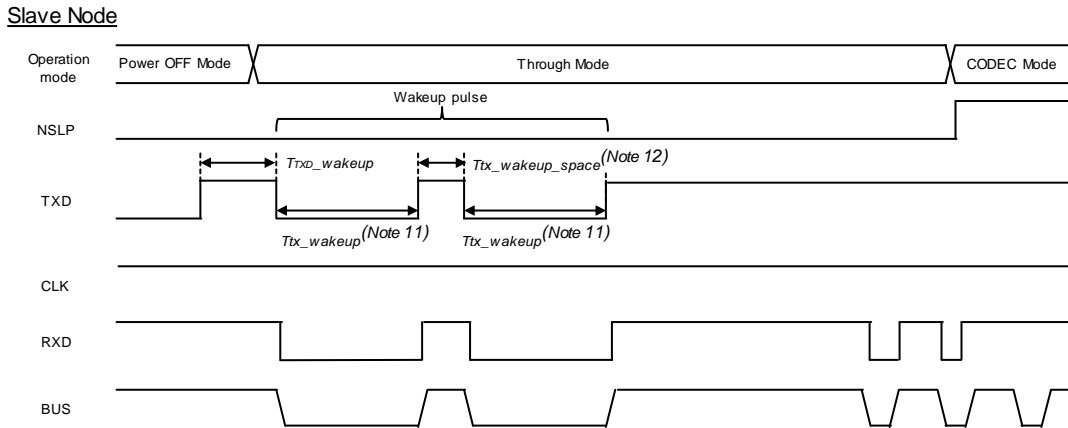 Slave Node
Operation mode
Power OFF Mode
Through Mode
CODEC Mode
Wakeup pulse
NSLP
TTXD_wakeup
Ttx_wakeup_space(Note 12)
TXD
Ttx_wakeup(Note 11)
Ttx_wakeup(Note 11)
CLK
RXD
BUS